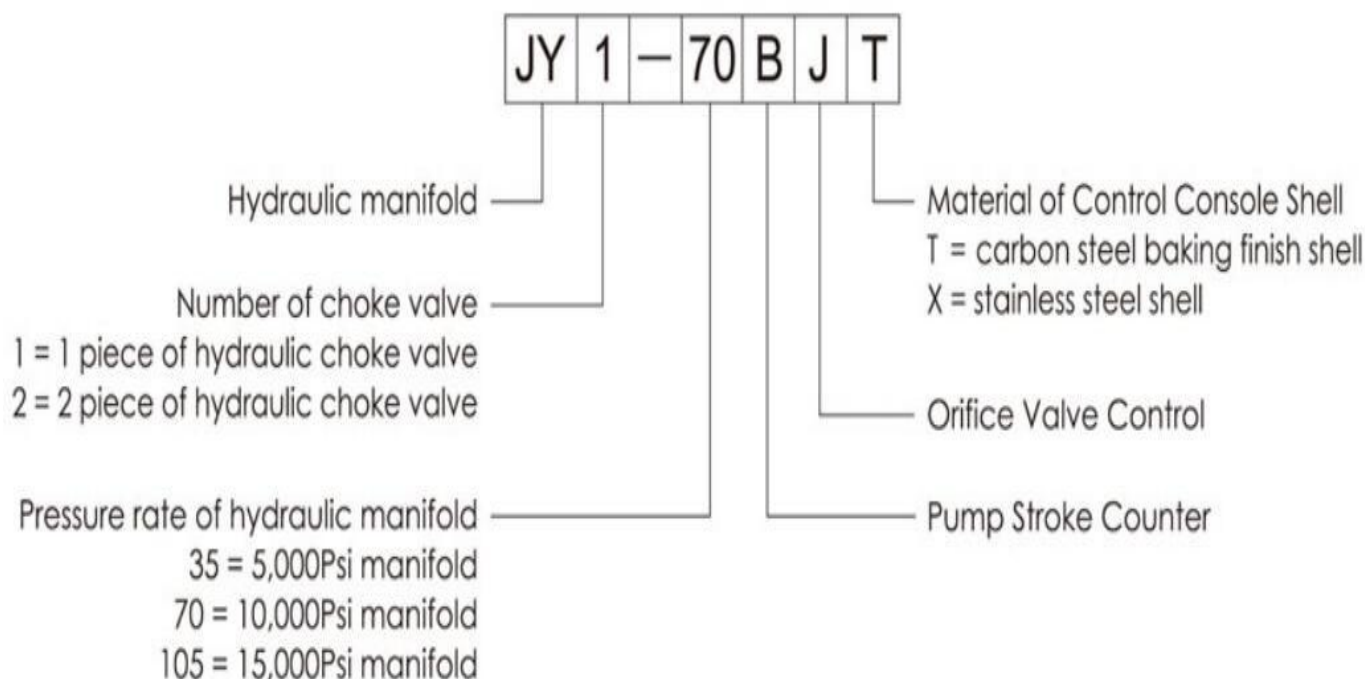 JY 1 — 70 B J T
Hydraulic manifold
Number of choke valve
1 = 1 piece of hydraulic choke valve
2 = 2 piece of hydraulic choke valve
Pressure rate of hydraulic manifold
35 = 5,000Psi manifold
70 = 10,000Psi manifold
105 = 15,000Psi manifold
Material of Control Console Shell
T = carbon steel baking finish shell
X = stainless steel shell
Orifice Valve Control
Pump Stroke Counter